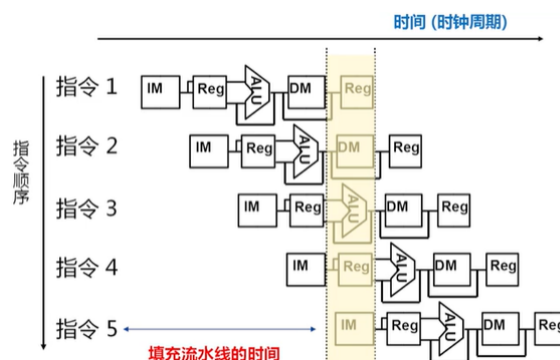 时间 (时钟周期)
指令顺序
指令 1 IM Reg ALU DM Reg
指令 2 IM Reg ALU DM Reg
指令 3 IM Reg ALU DM Reg
指令 4 IM Reg ALU DM Reg
指令 5 IM Reg ALU DM Reg
填充流水线的时间